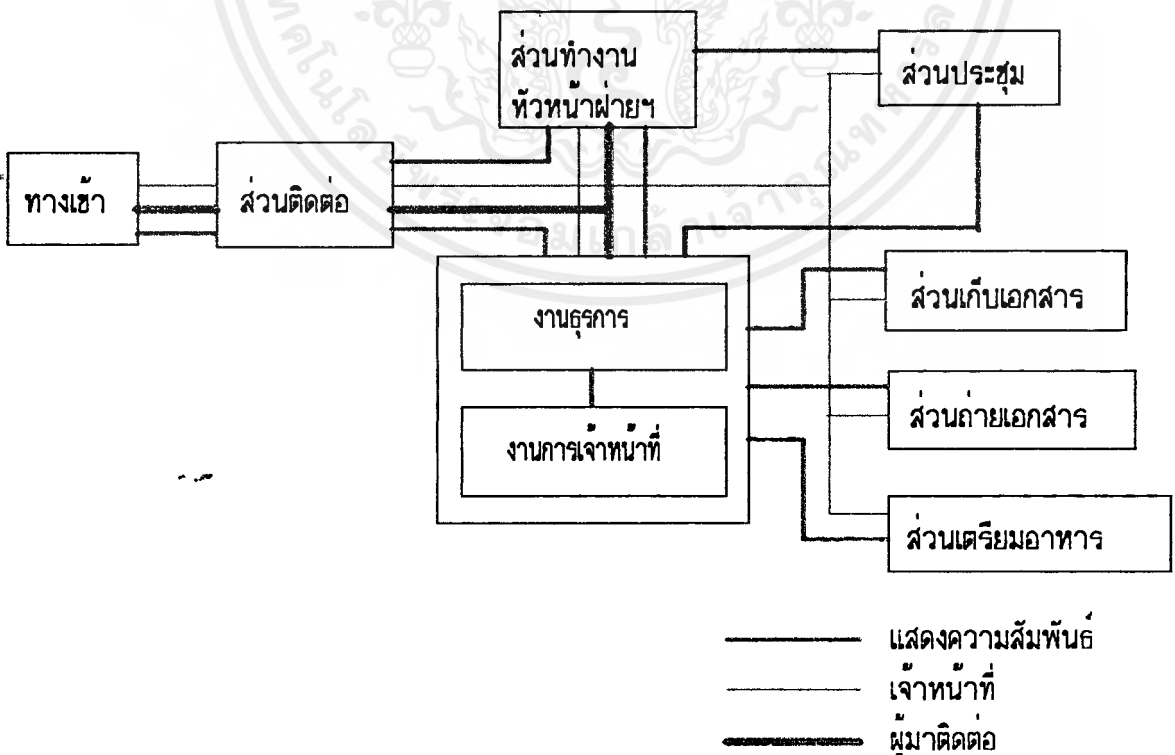 ส่วนทำงาน
หัวหน้าฝ่ายฯ
ส่วนประชุม
ทางเข้า
ส่วนติดต่อ
งานธุรการ
งานการเจ้าหน้าที่
ส่วนเก็บเอกสาร
ส่วนถ่ายเอกสาร
ส่วนเตรียมอาหาร
แสดงความสัมพันธ์
เจ้าหน้าที่
ผู้มาติดต่อ